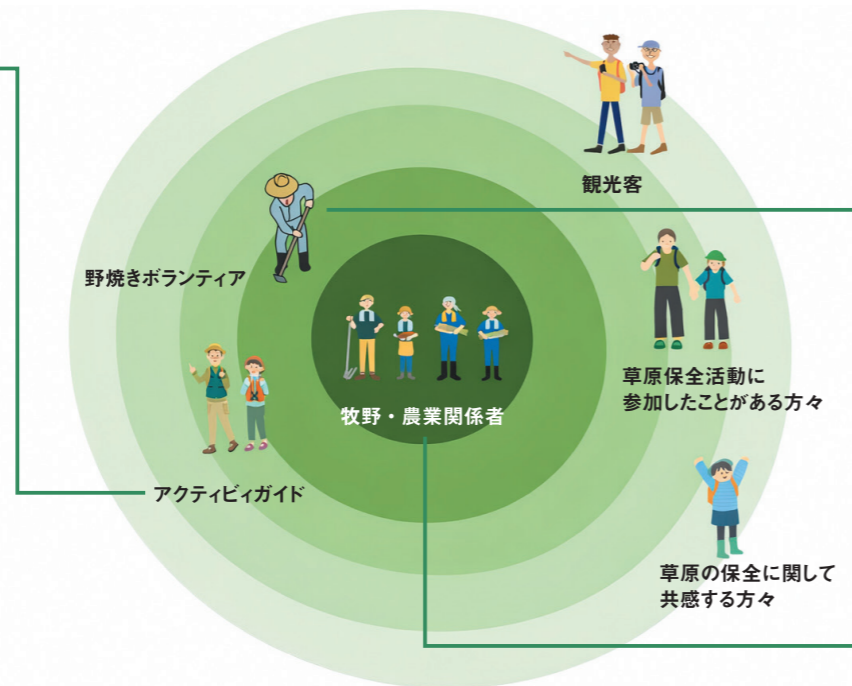 観光客
野焼きボランティア
草原保全活動に
参加したことがある方々
牧野・農業関係者
アクティビィガイド
草原の保全に関して
共感する方々